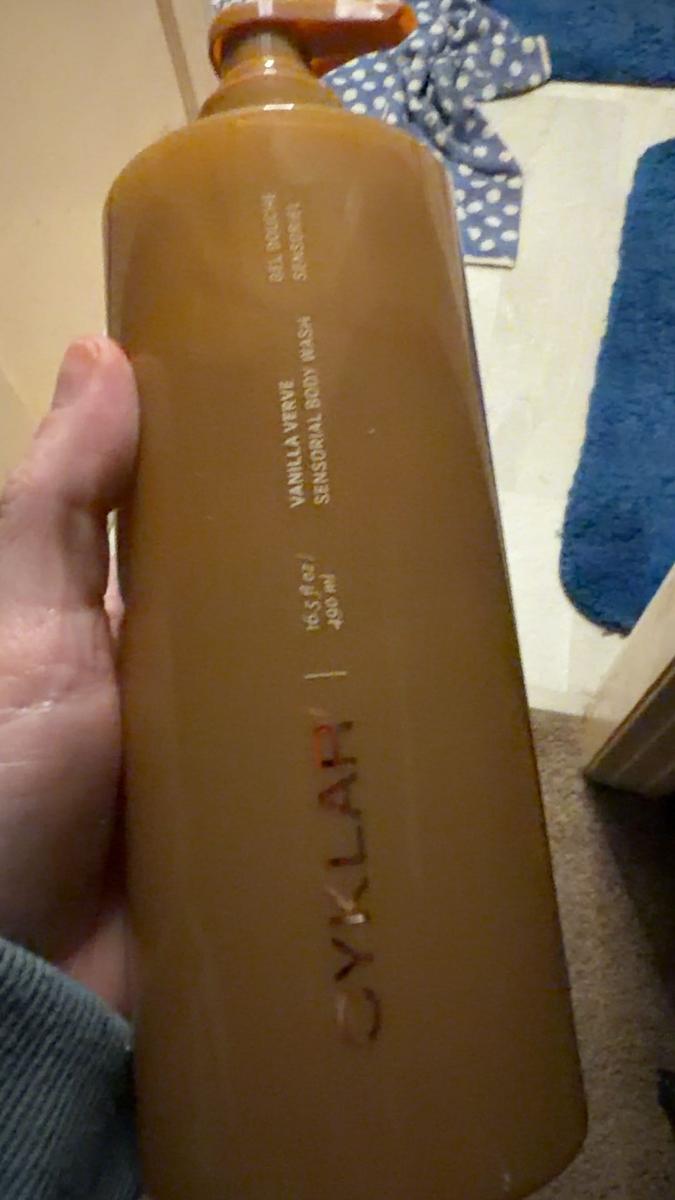 CYKLAR
16.5 fl oz /
490 ml
VANILLA VERVE
SENSORIAL BODY WASH
GEL DOUCHE
SENSORIEL